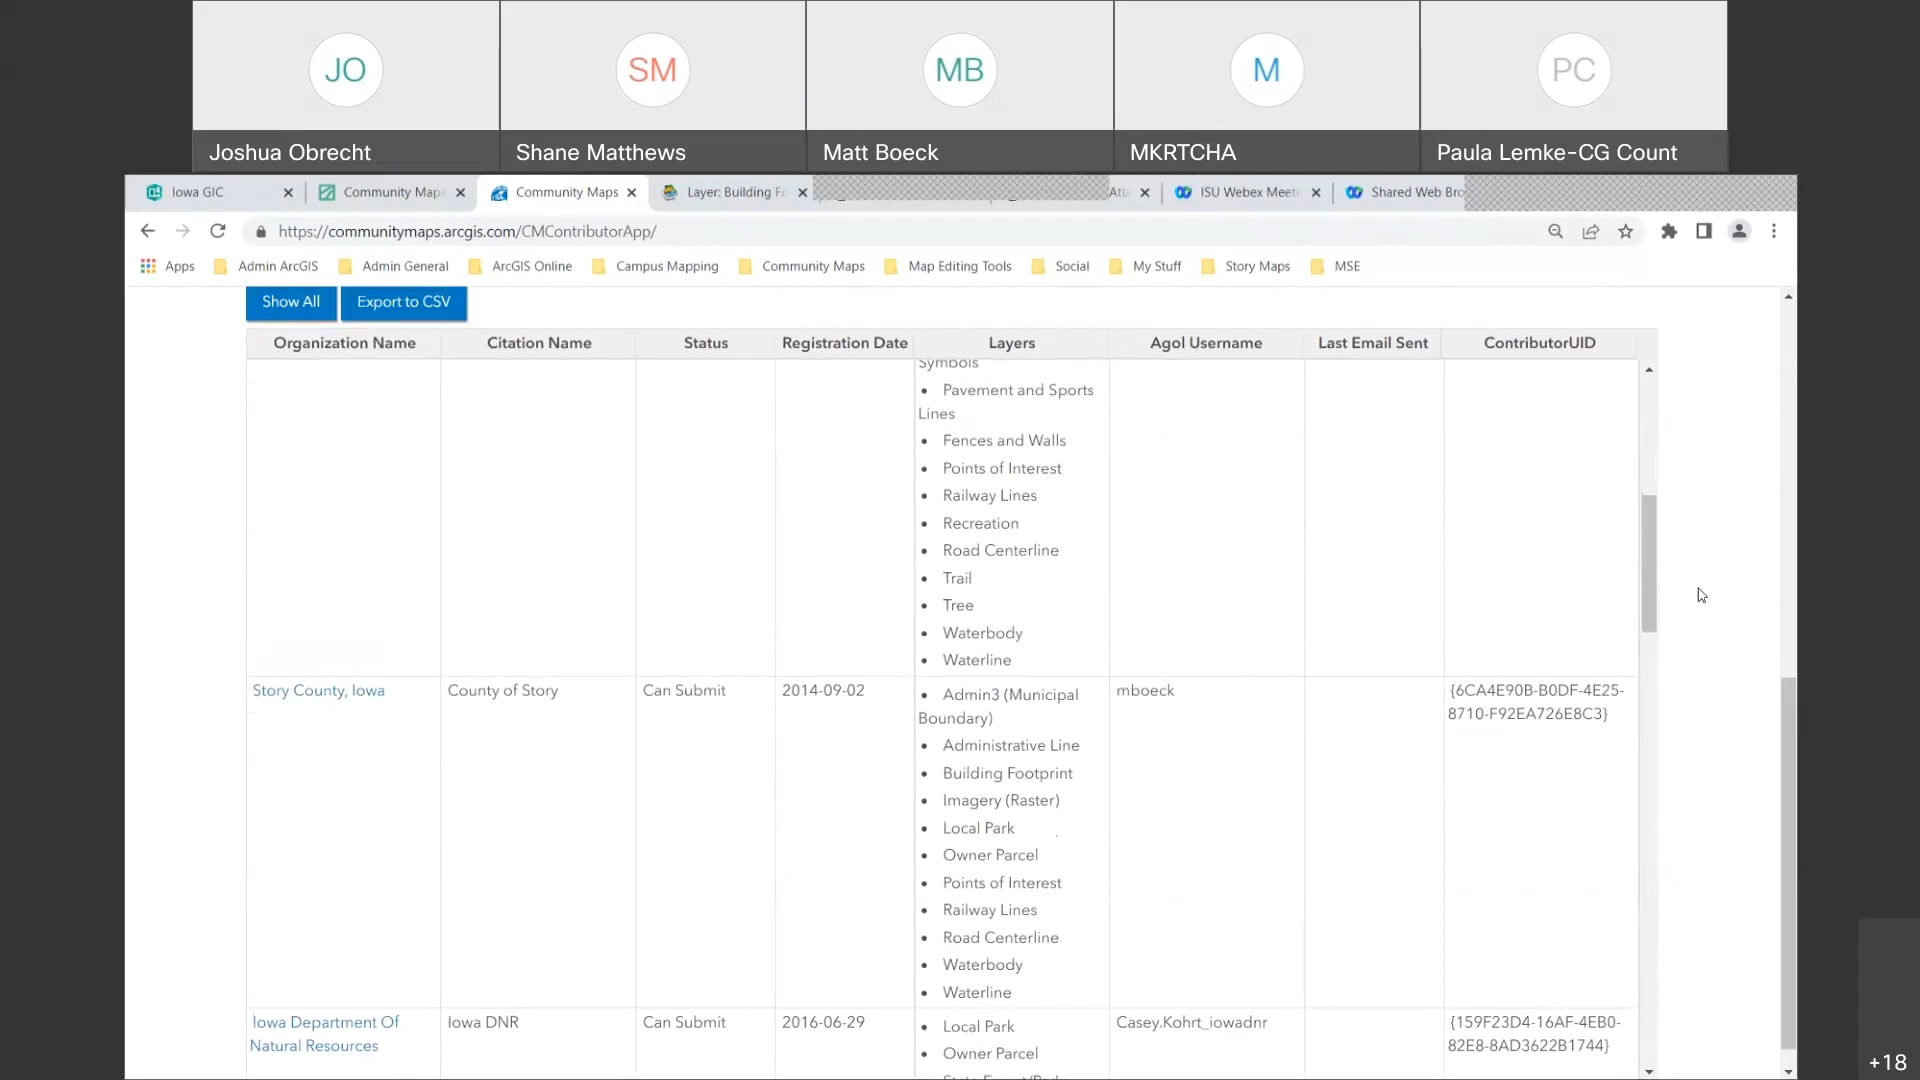 JO
SM
MB
M
PC
Joshua Obrecht
Shane Matthews
Matt Boeck
MKRTCHA
Paula Lemke-CG Count
Iowa GIC
Community Map
Community Maps
Layer: Building Fo
Atla
ISU Webex Meeti
Shared Web Bro
https://communitymaps.arcgis.com/CMContributorApp/
Apps
Admin ArcGIS
Admin General
ArcGIS Online
Campus Mapping
Community Maps
Map Editing Tools
Social
My Stuff
Story Maps
MSE
Show All
Export to CSV
Organization Name
Citation Name
Status
Registration Date
Layers
Agol Username
Last Email Sent
ContributorUID
Symbols
• Pavement and Sports
Lines
• Fences and Walls
• Points of Interest
• Railway Lines
• Recreation
• Road Centerline
• Trail
• Tree
• Waterbody
• Waterline
Story County, Iowa
County of Story
Can Submit
2014-09-02
• Admin3 (Municipal
Boundary)
• Administrative Line
• Building Footprint
• Imagery (Raster)
• Local Park
• Owner Parcel
• Points of Interest
• Railway Lines
• Road Centerline
• Waterbody
• Waterline
mboeck
{6CA4E90B-B0DF-4E25-
8710-F92EA726E8C3}
Iowa Department Of
Natural Resources
Iowa DNR
Can Submit
2016-06-29
• Local Park
• Owner Parcel
Casey.Kohrt_iowadnr
{159F23D4-16AF-4EB0-
82E8-8AD3622B1744}
+18